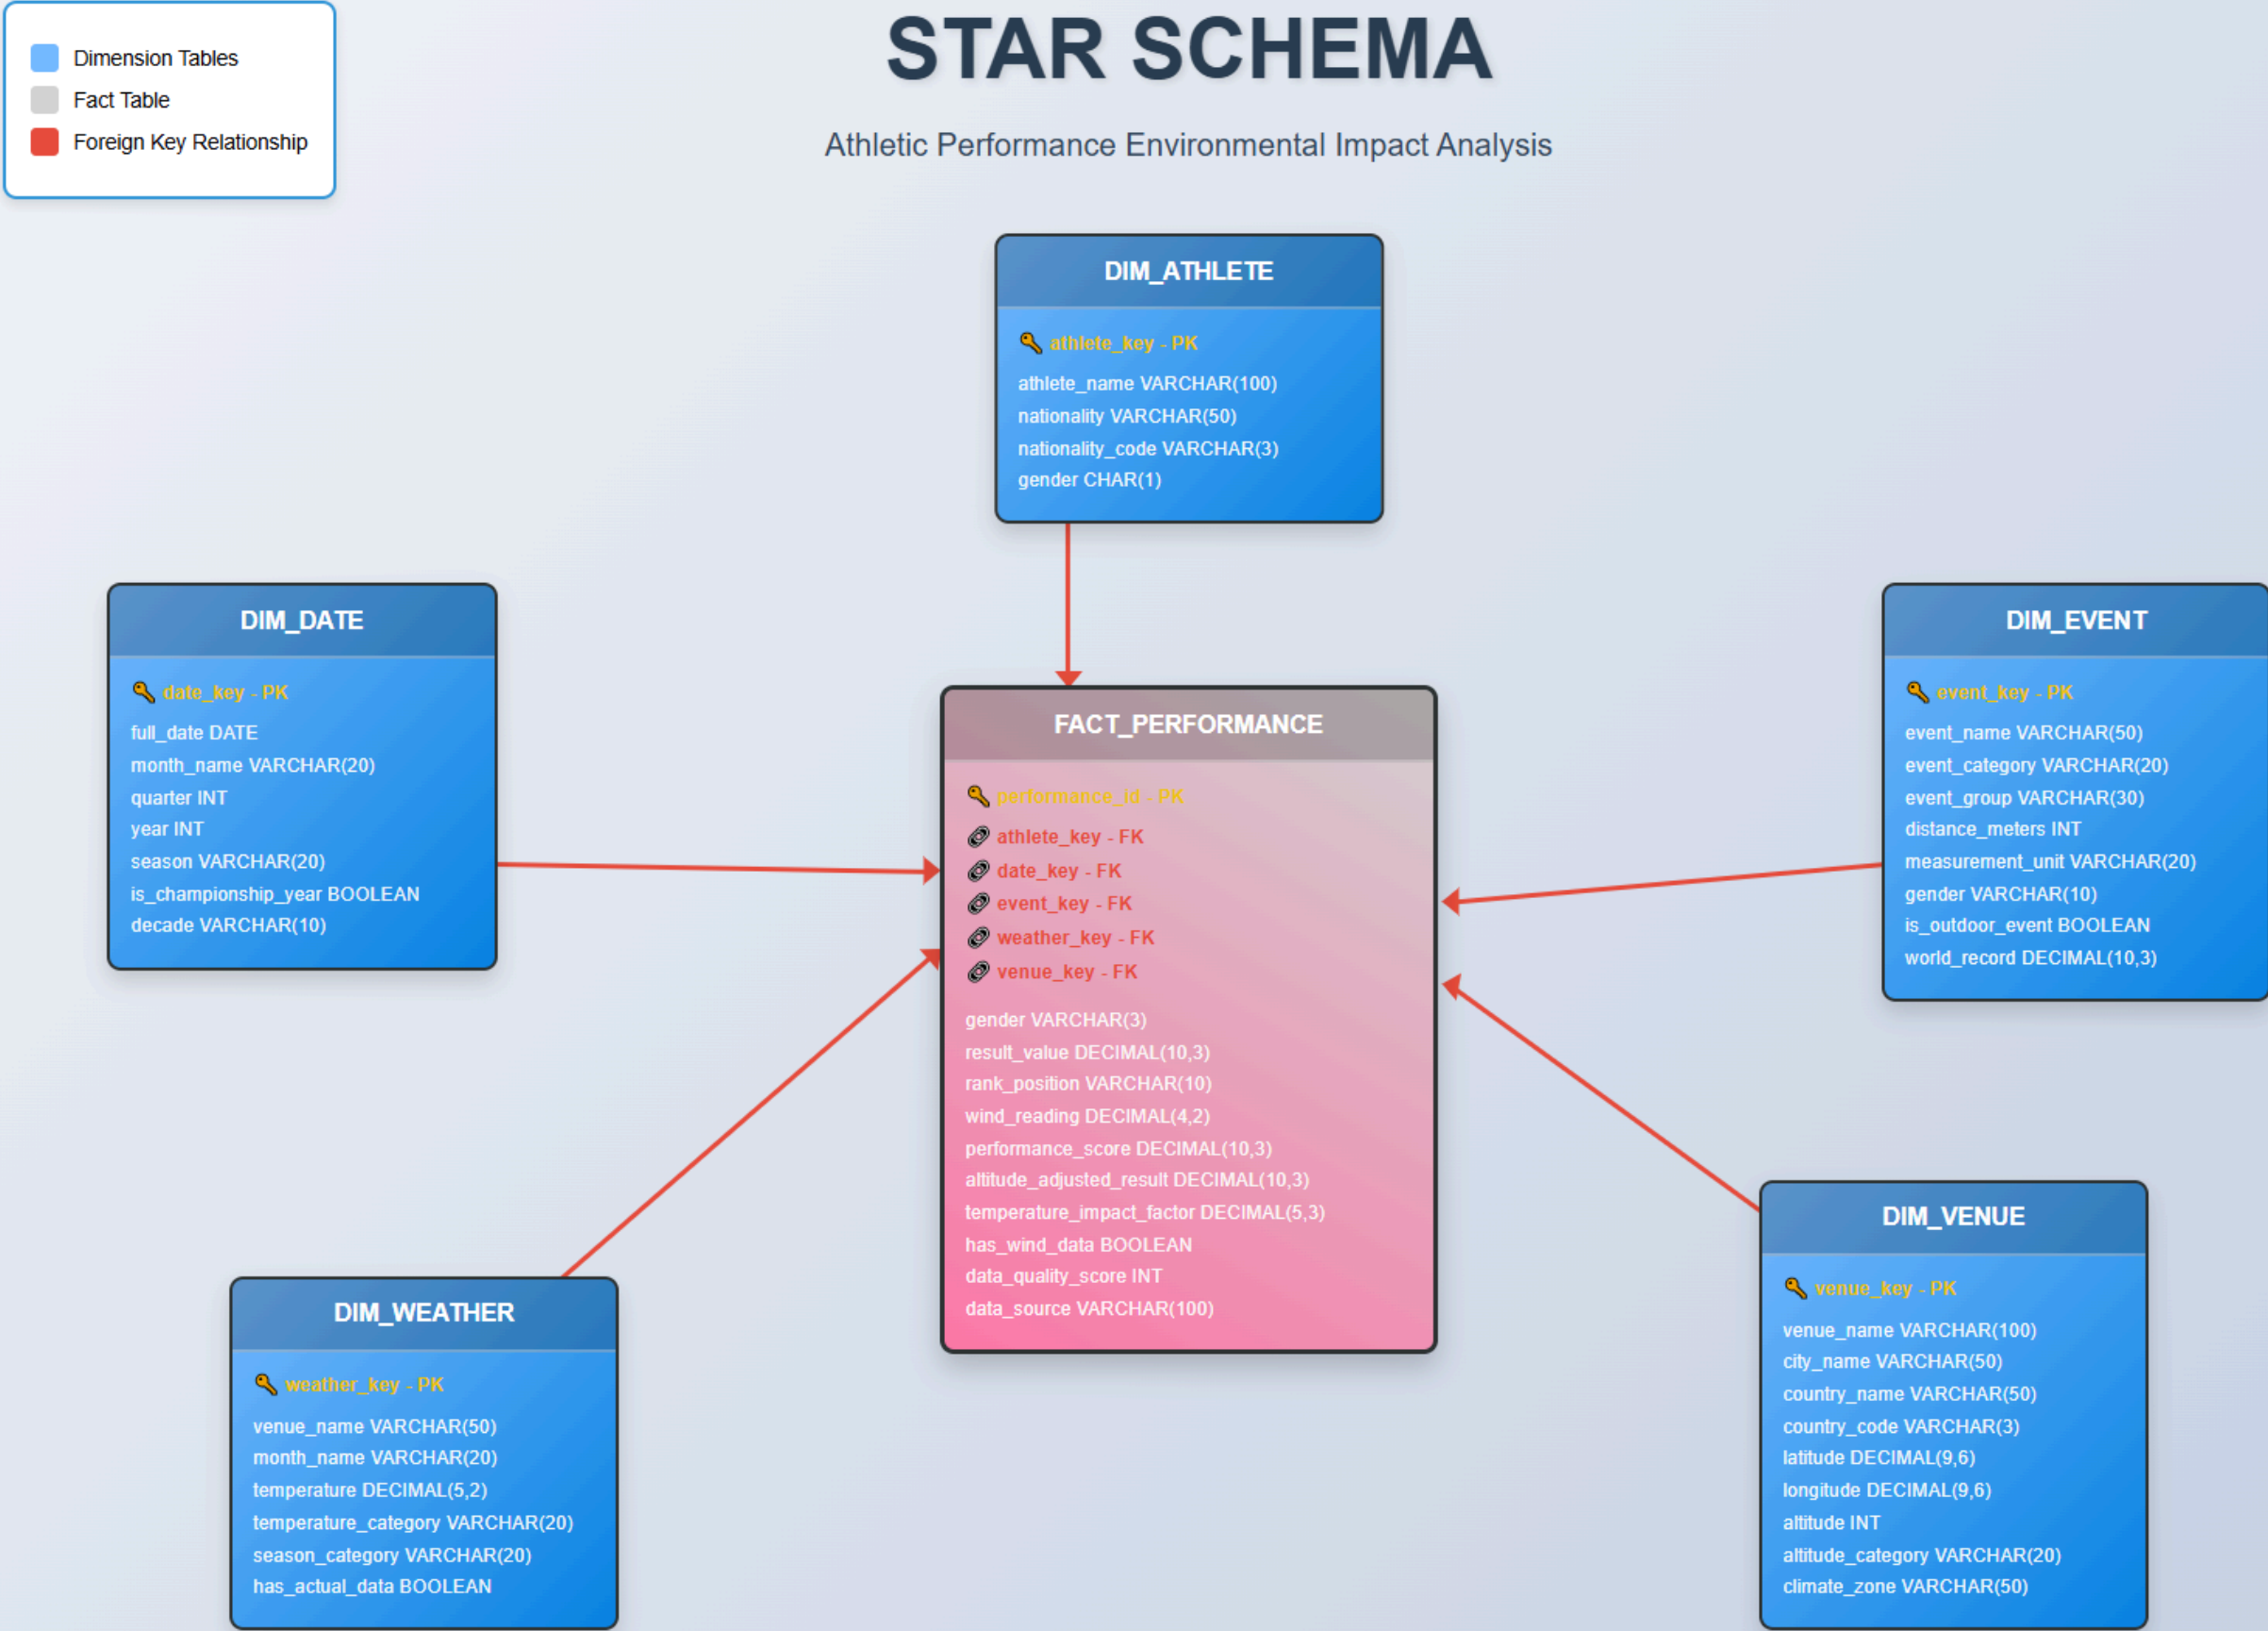 Dimension Tables
Fact Table
Foreign Key Relationship
STAR SCHEMA
Athletic Performance Environmental Impact Analysis
DIM_ATHLETE
athlete_key - PK
athlete_name VARCHAR(100)
nationality VARCHAR(50)
nationality_code VARCHAR(3)
gender CHAR(1)
DIM_DATE
date_key - PK
full_date DATE
month_name VARCHAR(20)
quarter INT
year INT
season VARCHAR(20)
is_championship_year BOOLEAN
decade VARCHAR(10)
FACT_PERFORMANCE
performance_id - PK
athlete_key - FK
date_key - FK
event_key - FK
weather_key - FK
venue_key - FK
gender VARCHAR(3)
result_value DECIMAL(10,3)
rank_position VARCHAR(10)
wind_reading DECIMAL(4,2)
performance_score DECIMAL(10,3)
altitude_adjusted_result DECIMAL(10,3)
temperature_impact_factor DECIMAL(5,3)
has_wind_data BOOLEAN
data_quality_score INT
data_source VARCHAR(100)
DIM_EVENT
event_key - PK
event_name VARCHAR(50)
event_category VARCHAR(20)
event_group VARCHAR(30)
distance_meters INT
measurement_unit VARCHAR(20)
gender VARCHAR(10)
is_outdoor_event BOOLEAN
world_record DECIMAL(10,3)
DIM_WEATHER
weather_key - PK
venue_name VARCHAR(50)
month_name VARCHAR(20)
temperature DECIMAL(5,2)
temperature_category VARCHAR(20)
season_category VARCHAR(20)
has_actual_data BOOLEAN
DIM_VENUE
venue_key - PK
venue_name VARCHAR(100)
city_name VARCHAR(50)
country_name VARCHAR(50)
country_code VARCHAR(3)
latitude DECIMAL(9,6)
longitude DECIMAL(9,6)
altitude INT
altitude_category VARCHAR(20)
climate_zone VARCHAR(50)